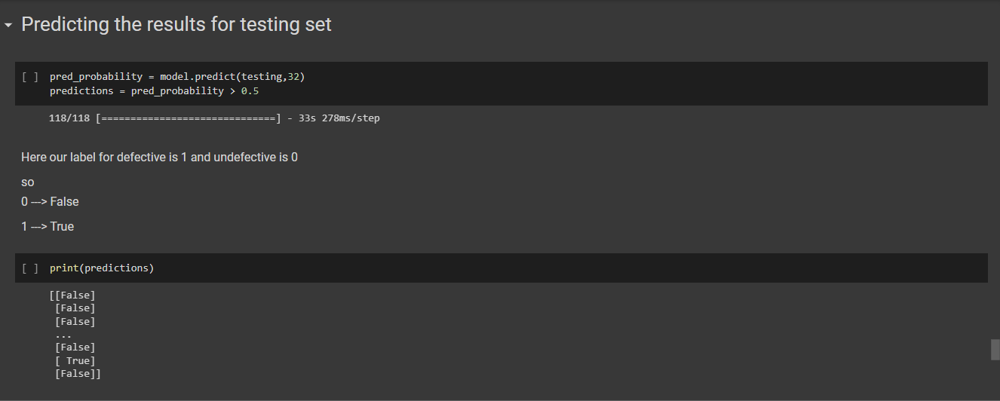 Predicting the results for testing set
[ ] pred_probability = model.predict(testing,32)
predictions = pred_probability > 0.5
118/118 [==============================] - 33s 278ms/step
Here our label for defective is 1 and undefective is 0
so
0 ---> False
1 ---> True
[ ] print(predictions)
[[False]
[False]
[False]
...
[False]
[ True]
[False]]